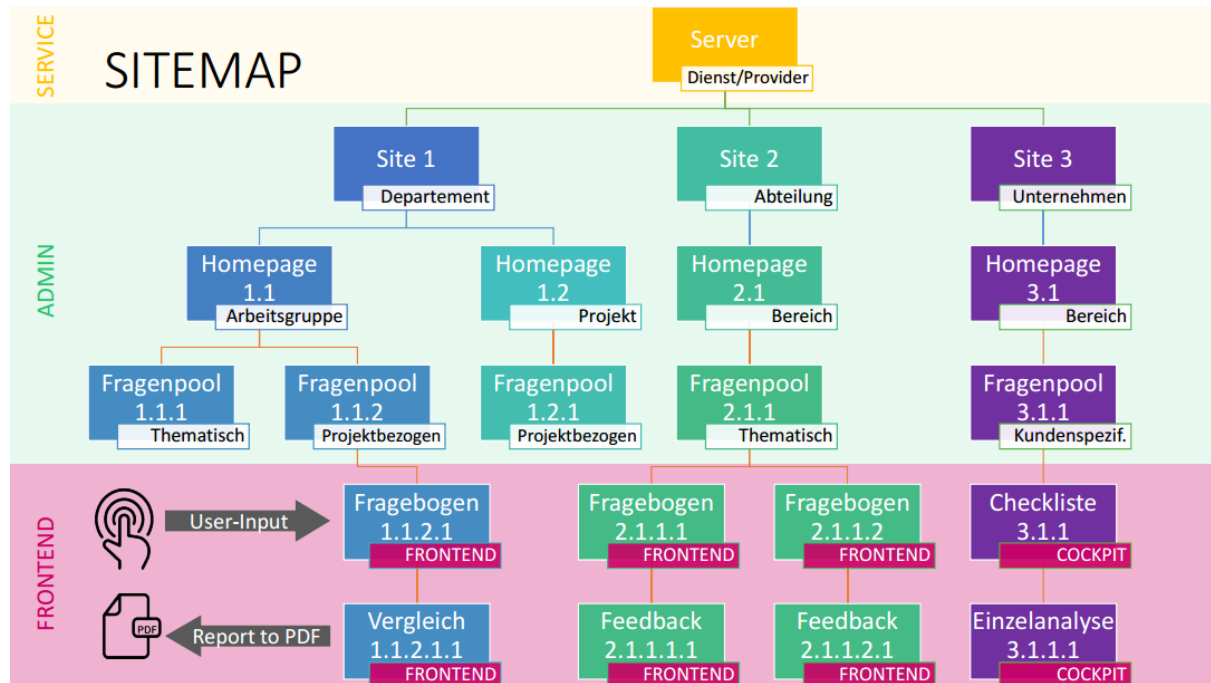 SERVICE
SITEMAP
Server
Dienst/Provider
ADMIN
Site 1
Departement
Site 2
Abteilung
Site 3
Unternehmen
Homepage
1.1
Arbeitsgruppe
Homepage
1.2
Projekt
Homepage
2.1
Bereich
Homepage
3.1
Bereich
Fragenpool
1.1.1
Thematisch
Fragenpool
1.1.2
Projektbezogen
Fragenpool
1.2.1
Projektbezogen
Fragenpool
2.1.1
Thematisch
Fragenpool
3.1.1
Kundenspezif.
FRONTEND
User-Input
Fragebogen
1.1.2.1
FRONTEND
Fragebogen
2.1.1.1
FRONTEND
Fragebogen
2.1.1.2
FRONTEND
Checkliste
3.1.1
COCKPIT
PDF
Report to PDF
Vergleich
1.1.2.1.1
FRONTEND
Feedback
2.1.1.1.1
FRONTEND
Feedback
2.1.1.2.1
FRONTEND
Einzelanalyse
3.1.1.1
COCKPIT